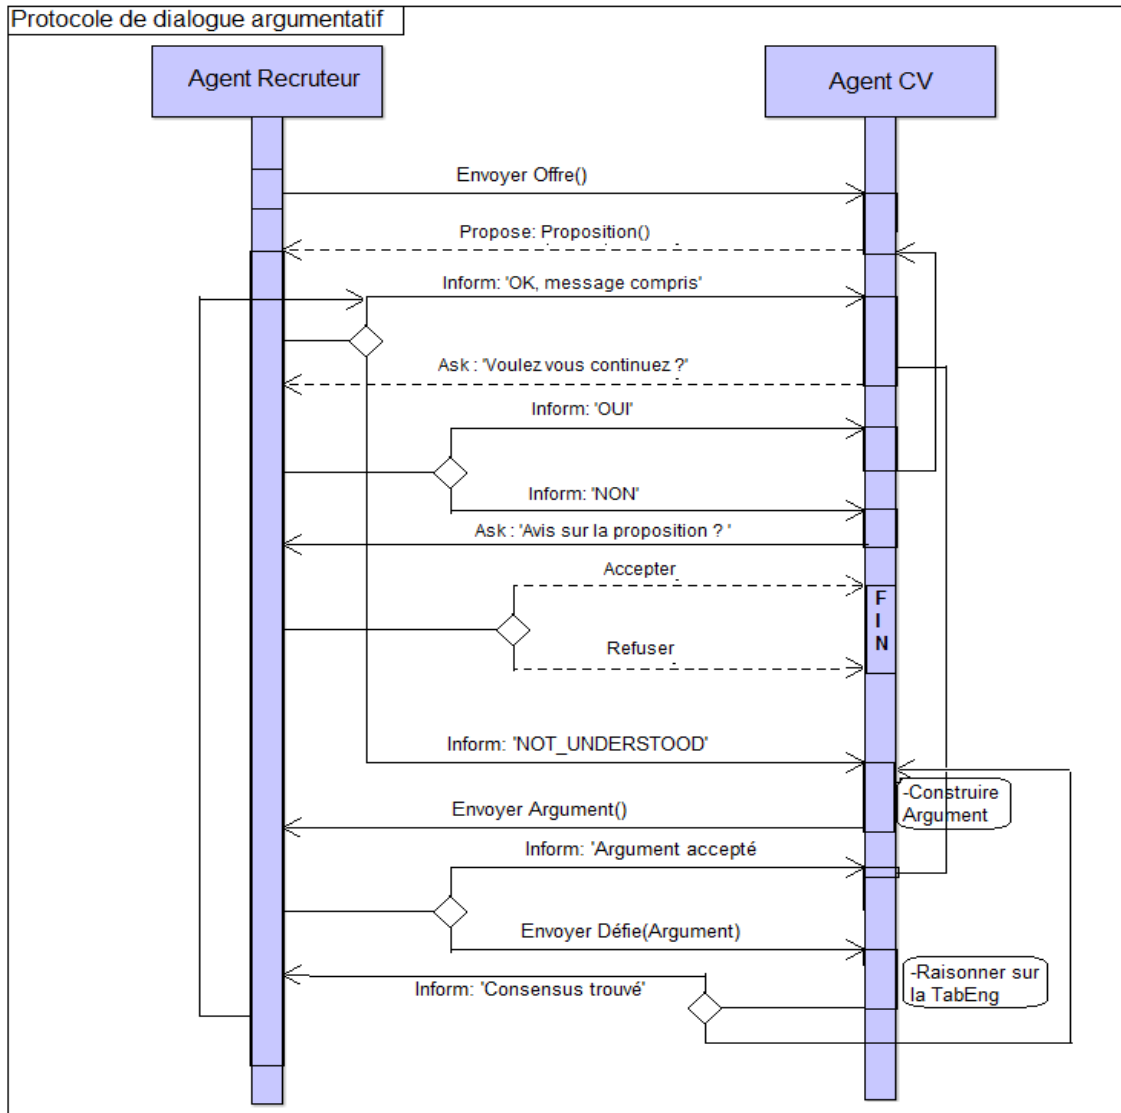 Protocole de dialogue argumentatif
Agent Recruteur
Agent CV
Envoyer Offre()
Propose: Proposition()
Inform: 'OK, message compris'
Ask : 'Voulez vous continuez ?'
Inform: 'OUI'
Inform: 'NON'
Ask : 'Avis sur la proposition ? '
Accepter
F
I
N
Refuser
Inform: 'NOT_UNDERSTOOD'
-Construire
Argument
Envoyer Argument()
Inform: 'Argument accepté
Envoyer Défie(Argument)
-Raisonner sur
la TabEng
Inform: 'Consensus trouvé'